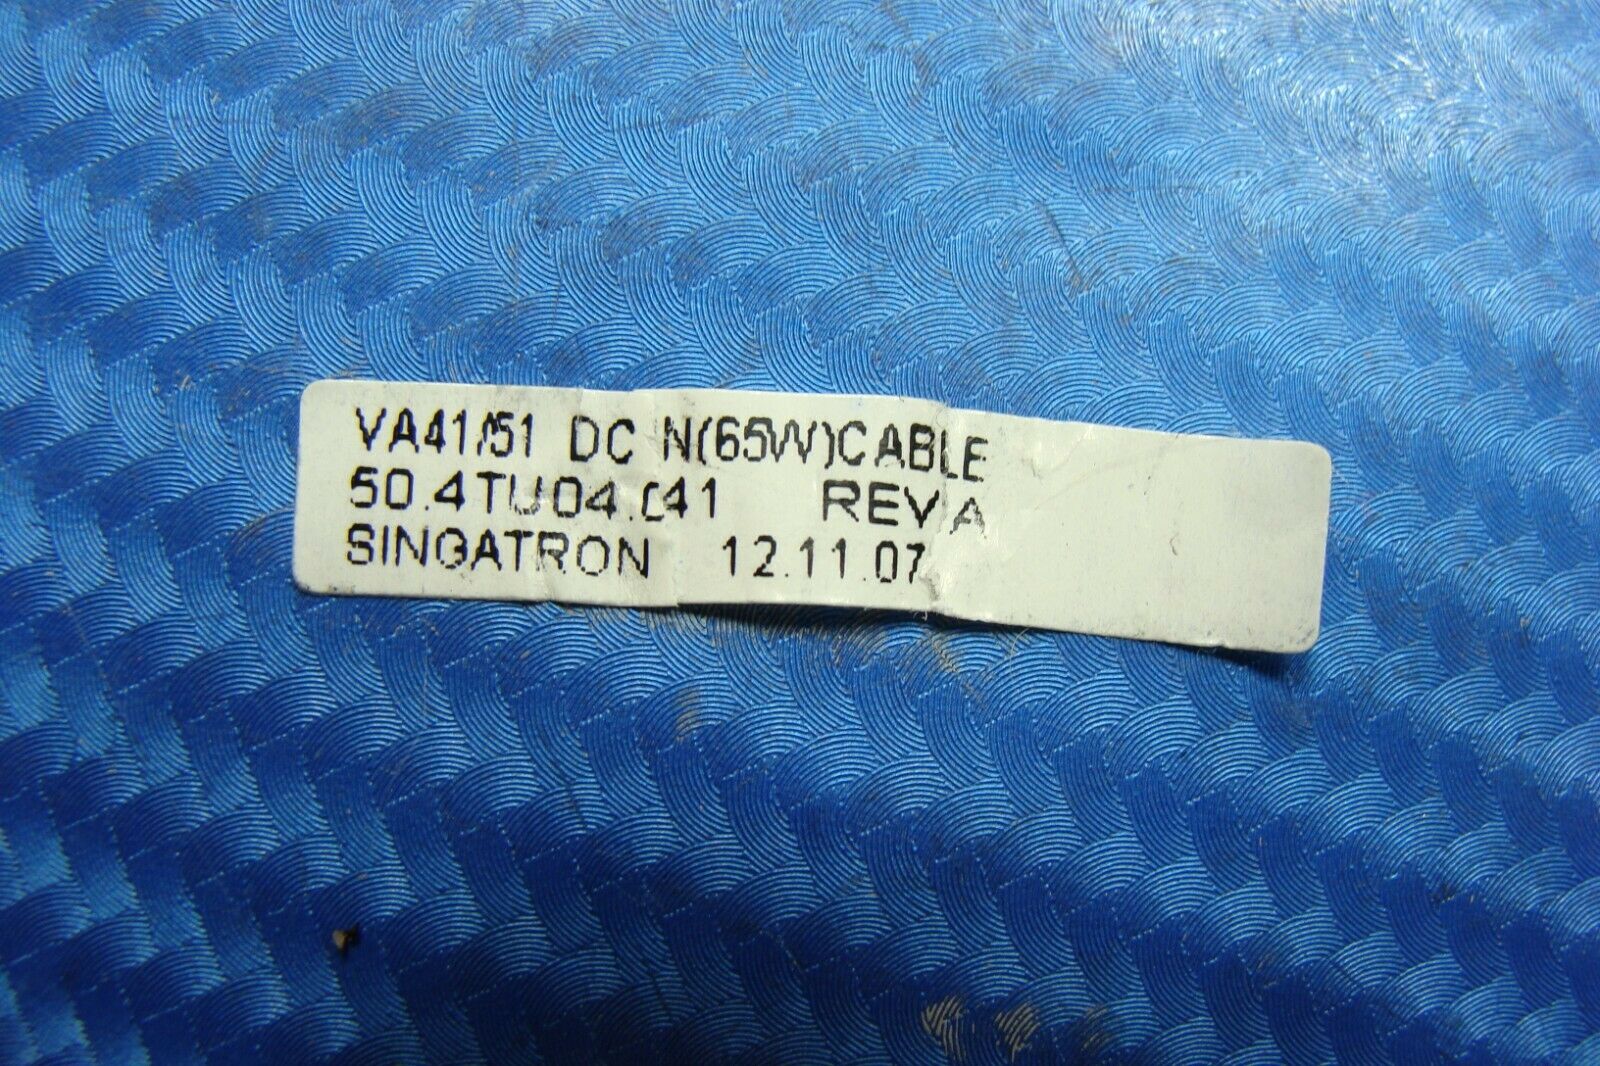 VA41/51 DC N(65W)CABLE
50.4TU04.041 REV A
SINGATRON 12.11.07